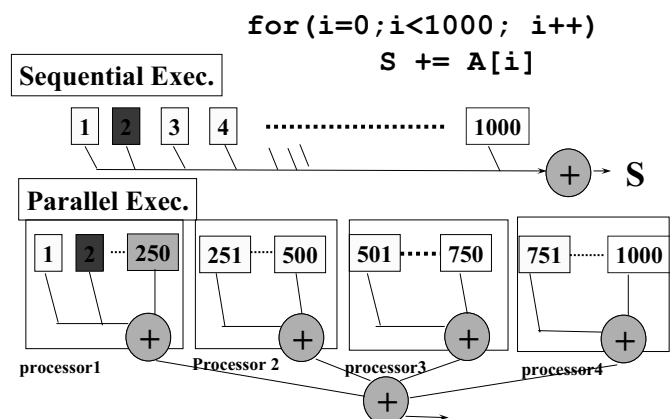 for(i=0;i<1000; i++)
S += A[i]
Sequential Exec.
1 2 3 4 1000
+ S
Parallel Exec.
1 2 250 251 500 501 750 751 1000
+ + + +
processor1 Processor 2 processor3 processor4
+